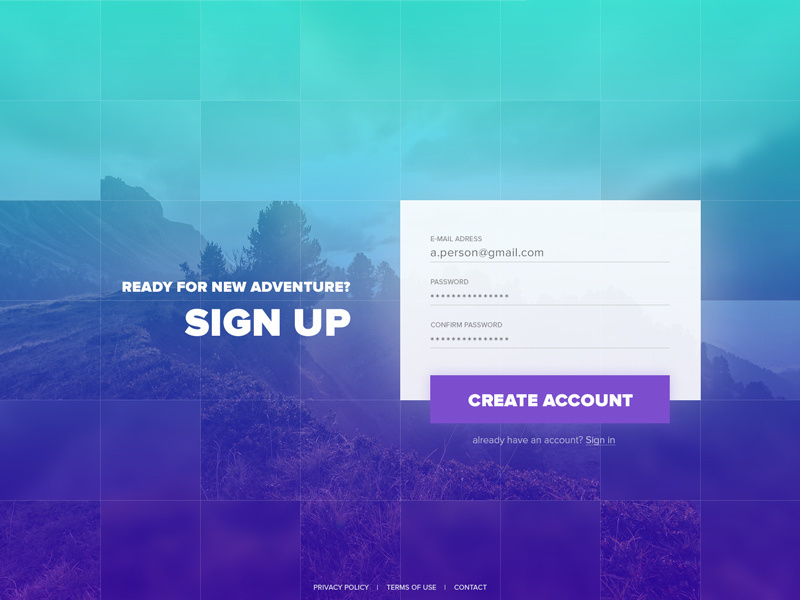 READY FOR NEW ADVENTURE?
SIGN UP
E-MAIL ADRESS
a.person@gmail.com
PASSWORD
***************
CONFIRM PASSWORD
***************
CREATE ACCOUNT
already have an account? Sign in
PRIVACY POLICY | TERMS OF USE | CONTACT